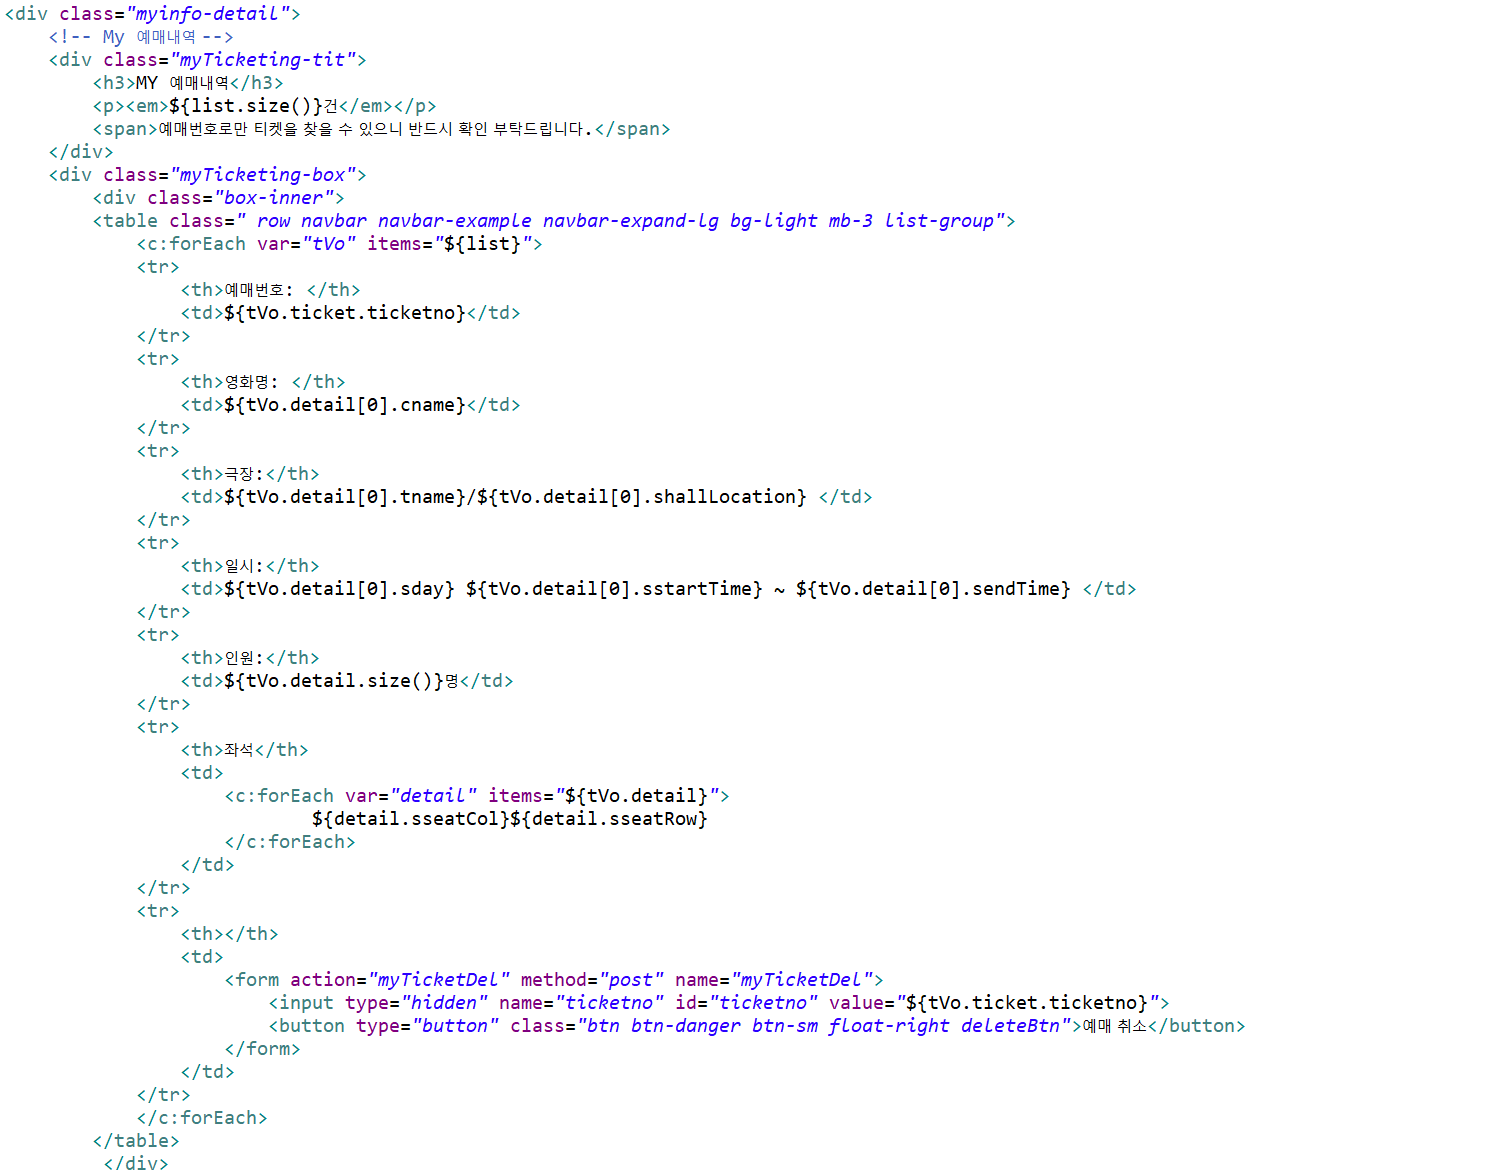 <div class="myinfo-detail">
    <!-- My 예매내역 -->
    <div class="myTicketing-tit">
        <h3>MY 예매내역</h3>
        <p><em>${list.size()}건</em></p>
        <span>예매번호로만 티켓을 찾을 수 있으니 반드시 확인 부탁드립니다.</span>
    </div>
    <div class="myTicketing-box">
        <div class="box-inner">
        <table class=" row navbar navbar-example navbar-expand-lg bg-light mb-3 list-group">
            <c:forEach var="tVo" items="${list}">
            <tr>
                <th>예매번호: </th>
                <td>${tVo.ticket.ticketno}</td>
            </tr>
            <tr>
                <th>영화명: </th>
                <td>${tVo.detail[0].cname}</td>
            </tr>
            <tr>
                <th>극장:</th>
                <td>${tVo.detail[0].tname}/${tVo.detail[0].shallLocation} </td>
            </tr>
            <tr>
                <th>일시:</th>
                <td>${tVo.detail[0].sday} ${tVo.detail[0].sstartTime} ~ ${tVo.detail[0].sendTime} </td>
            </tr>
            <tr>
                <th>인원:</th>
                <td>${tVo.detail.size()}명</td>
            </tr>
            <tr>
                <th>좌석</th>
                <td>
                    <c:forEach var="detail" items="${tVo.detail}">
                            ${detail.sseatCol}${detail.sseatRow}
                    </c:forEach>
                </td>
            </tr>
            <tr>
                <th></th>
                <td>
                    <form action="myTicketDel" method="post" name="myTicketDel">
                        <input type="hidden" name="ticketno" id="ticketno" value="${tVo.ticket.ticketno}">
                        <button type="button" class="btn btn-danger btn-sm float-right deleteBtn">예매 취소</button>
                    </form>
                </td>
            </tr>
            </c:forEach>
        </table>
         </div>